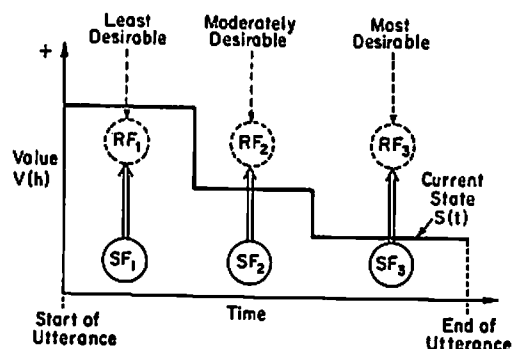 Least
Desirable
Moderately
Desirable
Most
Desirable
+
RF₁
RF₂
RF₃
Value
V(h)
Current
State
S(t)
SF₁
SF₂
SF₃
Start of
Utterance
Time
End of
Utterance